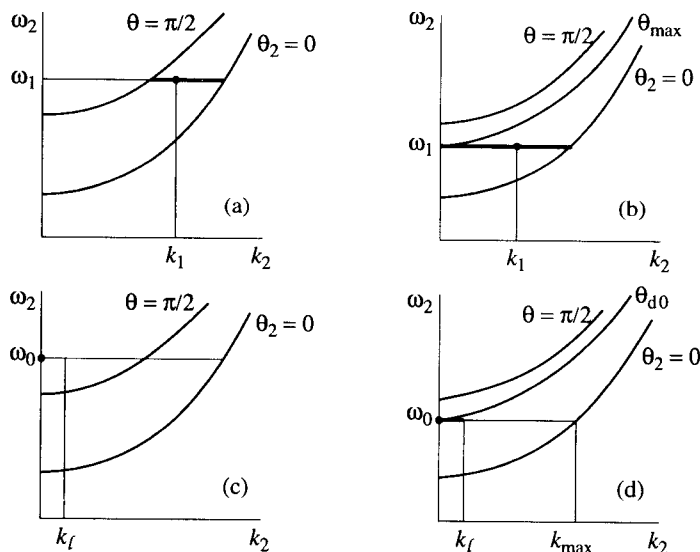 ω₂
θ = π/2
θ₂ = 0
ω₁
(a)
k₁
k₂
ω₂
θ = π/2
θmax
θ₂ = 0
ω₁
(b)
k₁
k₂
ω₂
θ = π/2
θ₂ = 0
ω₀
(c)
kℓ
k₂
ω₂
θ = π/2
θd0
θ₂ = 0
ω₀
(d)
kℓ
kmax
k₂